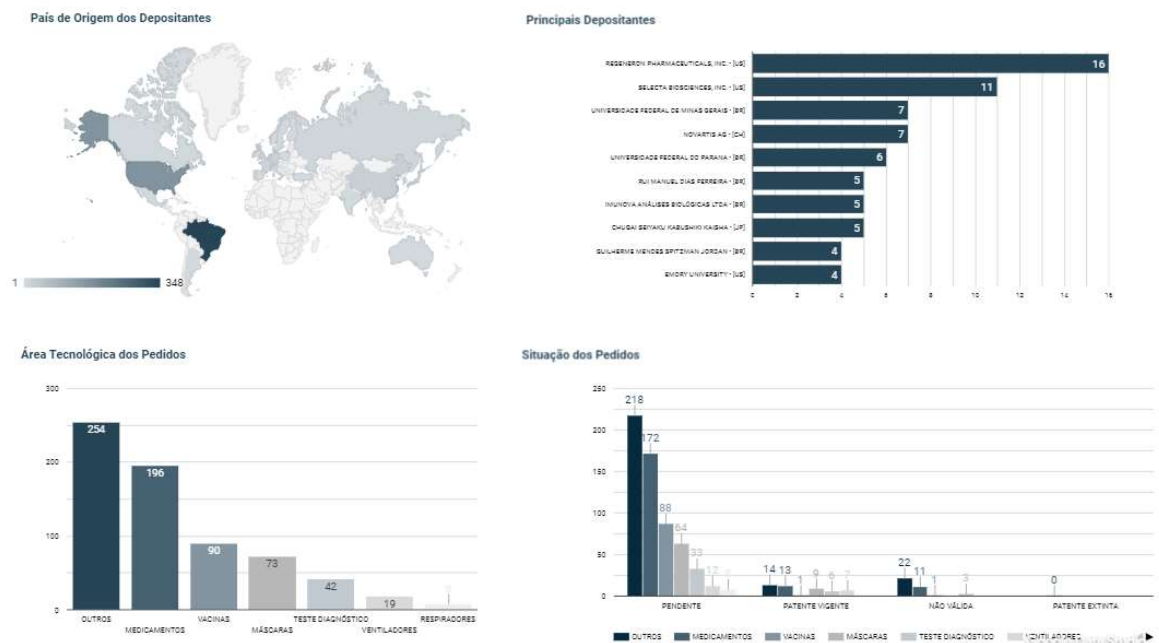 País de Origem dos Depositantes
1
348
Principais Depositantes
REGENERON PHARMACEUTICALS, INC. - [US]
16
SELECTA BIOSCIENCES, INC. - [US]
11
UNIVERSIDADE FEDERAL DE MINAS GERAIS - [BR]
7
NOVARTIS AG - [CH]
7
UNIVERSIDADE FEDERAL DO PARANA - [BR]
6
RUI MANUEL DIAS FERREIRA - [BR]
5
IMUNOVA ANÁLISES BIOLÓGICAS LTDA - [BR]
5
CHUGAI SEIYAKU KABUSHIKI KAISHA - [JP]
5
GUILHERME MENDES SPITZMAN JORDAN - [BR]
4
EMORY UNIVERSITY - [US]
4
0 2 4 6 8 10 12 14 16
Área Tecnológica dos Pedidos
300
200
100
0
254
196
90
73
42
19
OUTROS
MEDICAMENTOS
VACINAS
MÁSCARAS
TESTE DIAGNÓSTICO
VENTILADORES
RESPIRADORES
Situação dos Pedidos
250
200
150
100
50
0
218
172
88
64
33
12
14 13 1 9 6 7
22 11 1 3
0
PENDENTE
PATENTE VIGENTE
NÃO VÁLIDA
PATENTE EXTINTA
OUTROS MEDICAMENTOS VACINAS MÁSCARAS TESTE DIAGNÓSTICO VENTILADORES